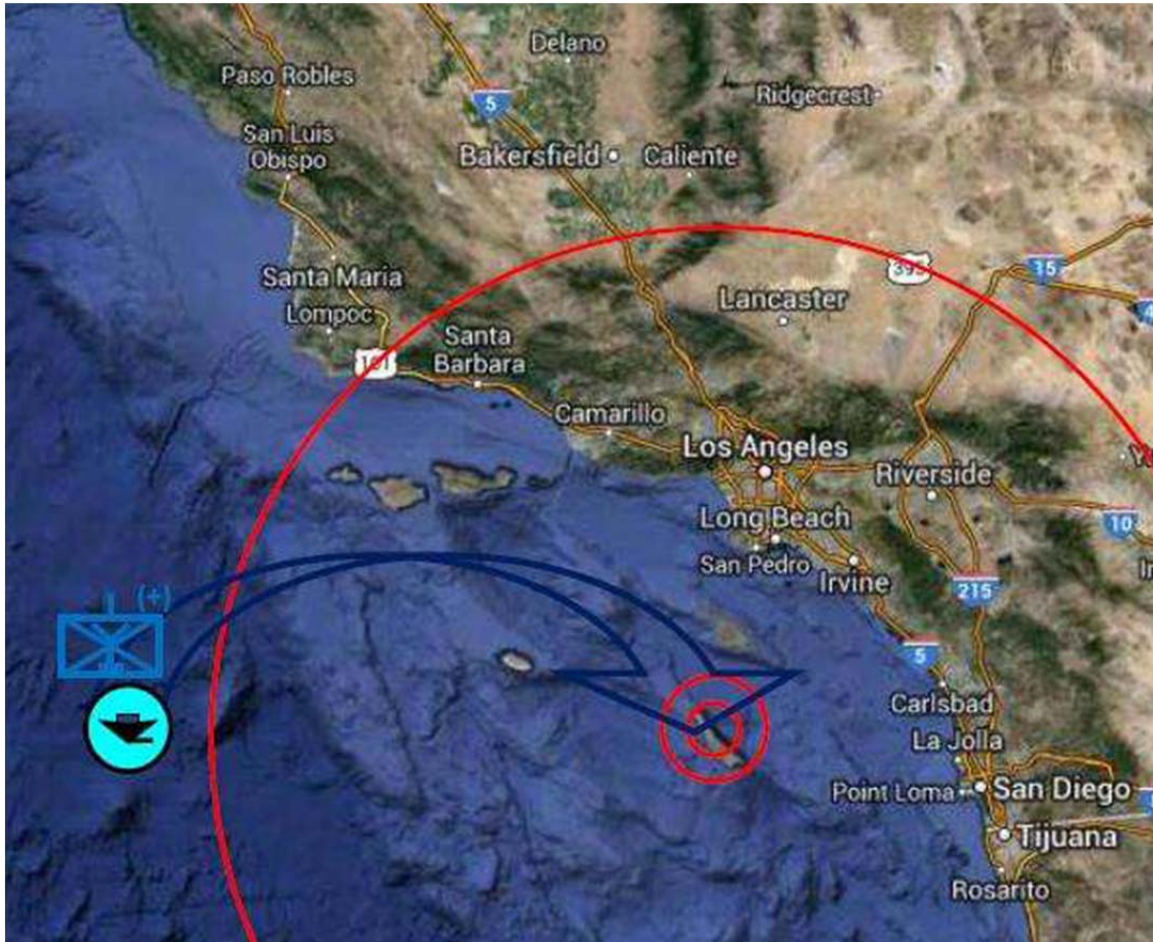 Delano
Paso Robles
Ridgecrest
5
San Luis
Obispo
Bakersfield
Caliente
395
15
Santa Maria
Lancaster
4
Lompoc
Santa
Barbara
101
Camarillo
Los Angeles
Riverside
Long Beach
10
San Pedro
Irvine
215
(+)
5
Carlsbad
La Jolla
Point Loma
San Diego
Tijuana
Rosarito